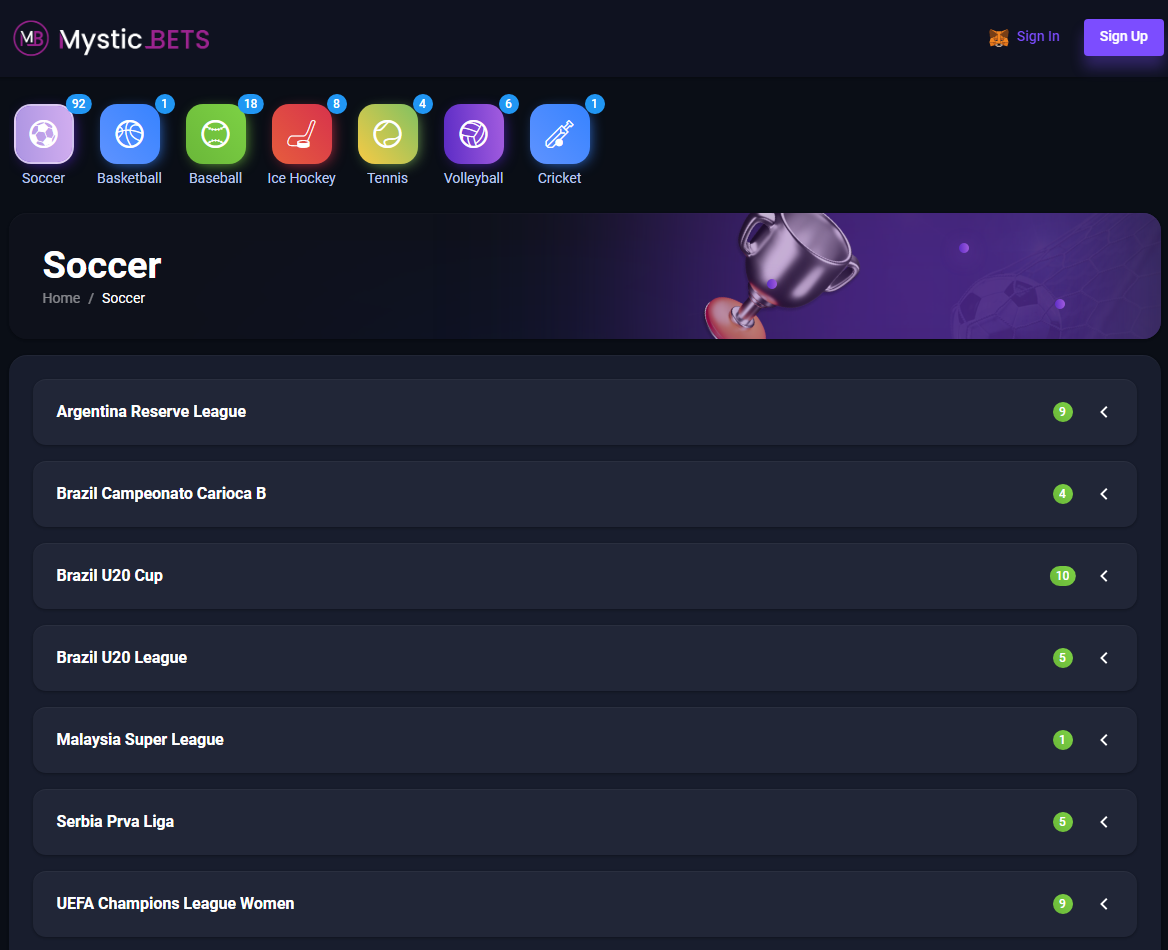 MB Mystic.BETS
Sign In
Sign Up
92
1
18
8
4
6
1
Soccer
Basketball
Baseball
Ice Hockey
Tennis
Volleyball
Cricket
Soccer
Home / Soccer
Argentina Reserve League 9
Brazil Campeonato Carioca B 4
Brazil U20 Cup 10
Brazil U20 League 5
Malaysia Super League 1
Serbia Prva Liga 5
UEFA Champions League Women 9